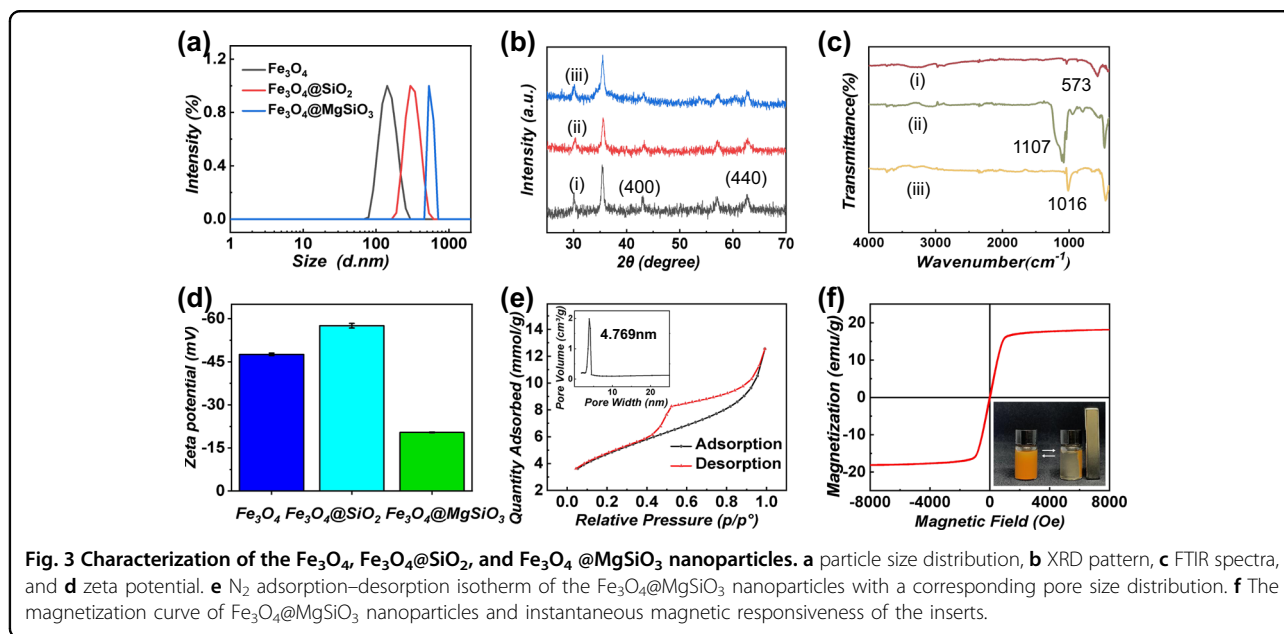 (a)
Fe₃O₄
Fe₃O₄@SiO₂
Fe₃O₄@MgSiO₃
Intensity (%)
1.2
0.8
0.4
0.0
1 10 100 1000
Size (d.nm)
(b)
(iii)
(ii)
(i)
(400)
(440)
Intensity (a.u.)
30 40 50 60 70
2θ (degree)
(c)
(i)
573
(ii)
1107
(iii)
1016
Transmittance(%)
4000 3000 2000 1000
Wavenumber(cm⁻¹)
(d)
Zeta potential (mV)
-60
-45
-30
-15
0
Fe₃O₄ Fe₃O₄@SiO₂ Fe₃O₄@MgSiO₃
(e)
Quantity Adsorbed (mmol/g)
14
12
10
8
6
4
2
Pore Volume (cm³/g)
2
1
0
4.769nm
10 20
Pore Width (nm)
Adsorption
Desorption
0.0 0.2 0.4 0.6 0.8 1.0
Relative Pressure (p/p°)
(f)
Magnetization (emu/g)
20
10
0
-10
-20
-8000 -4000 0 4000 8000
Magnetic Field (Oe)
Fig. 3 Characterization of the Fe₃O₄, Fe₃O₄@SiO₂, and Fe₃O₄ @MgSiO₃ nanoparticles. a particle size distribution, b XRD pattern, c FTIR spectra,
and d zeta potential. e N₂ adsorption–desorption isotherm of the Fe₃O₄@MgSiO₃ nanoparticles with a corresponding pore size distribution. f The
magnetization curve of Fe₃O₄@MgSiO₃ nanoparticles and instantaneous magnetic responsiveness of the inserts.